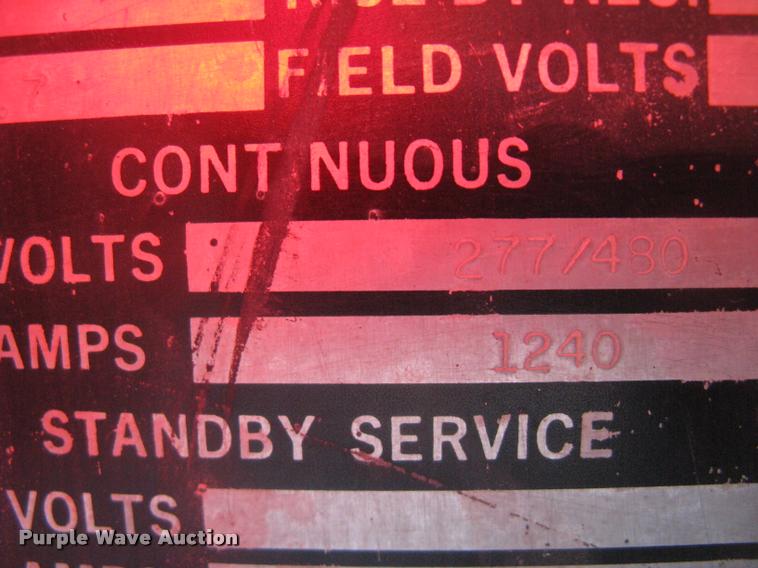 FIELD VOLTS
CONTINUOUS
VOLTS 277/480
AMPS 1240
STANDBY SERVICE
VOLTS
Purple Wave Auction